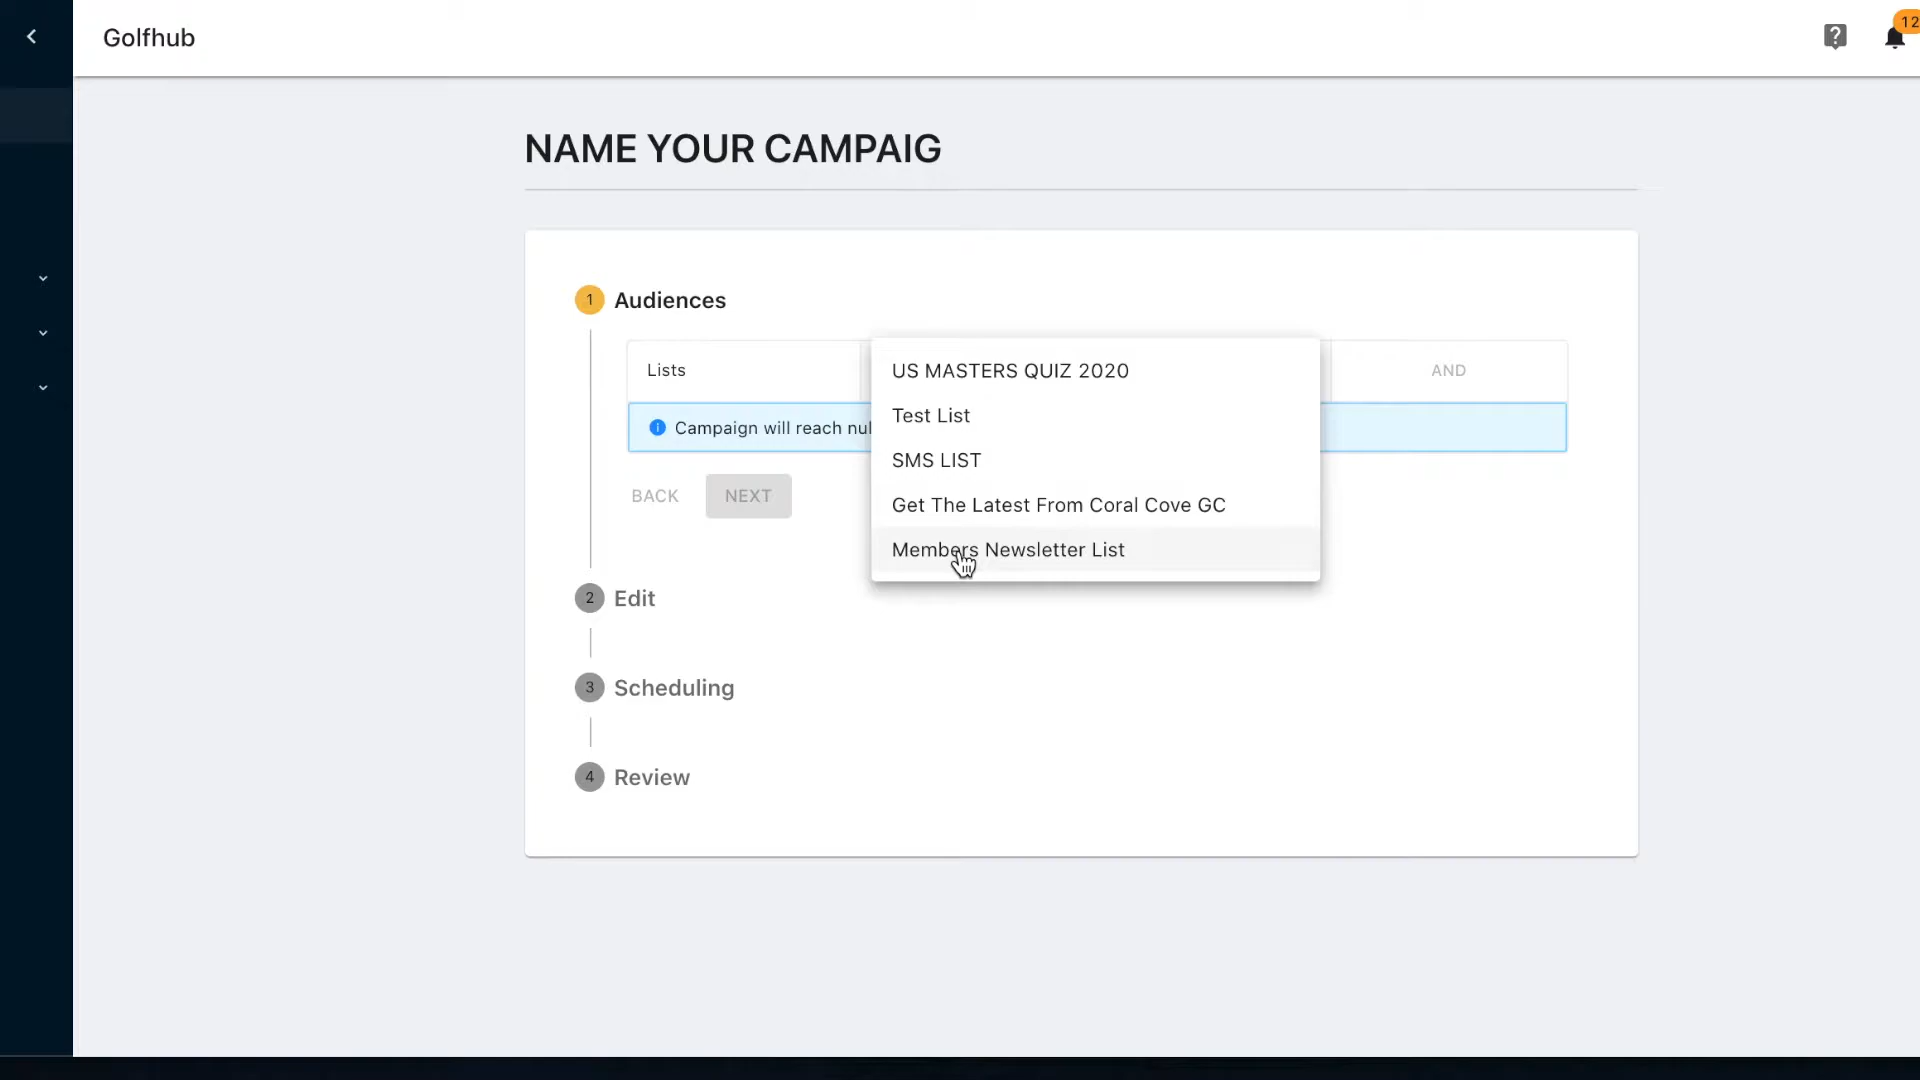 Golfhub
12
NAME YOUR CAMPAIG
1 Audiences
Lists
US MASTERS QUIZ 2020
AND
Test List
Campaign will reach nul
SMS LIST
BACK
NEXT
Get The Latest From Coral Cove GC
Members Newsletter List
2 Edit
3 Scheduling
4 Review